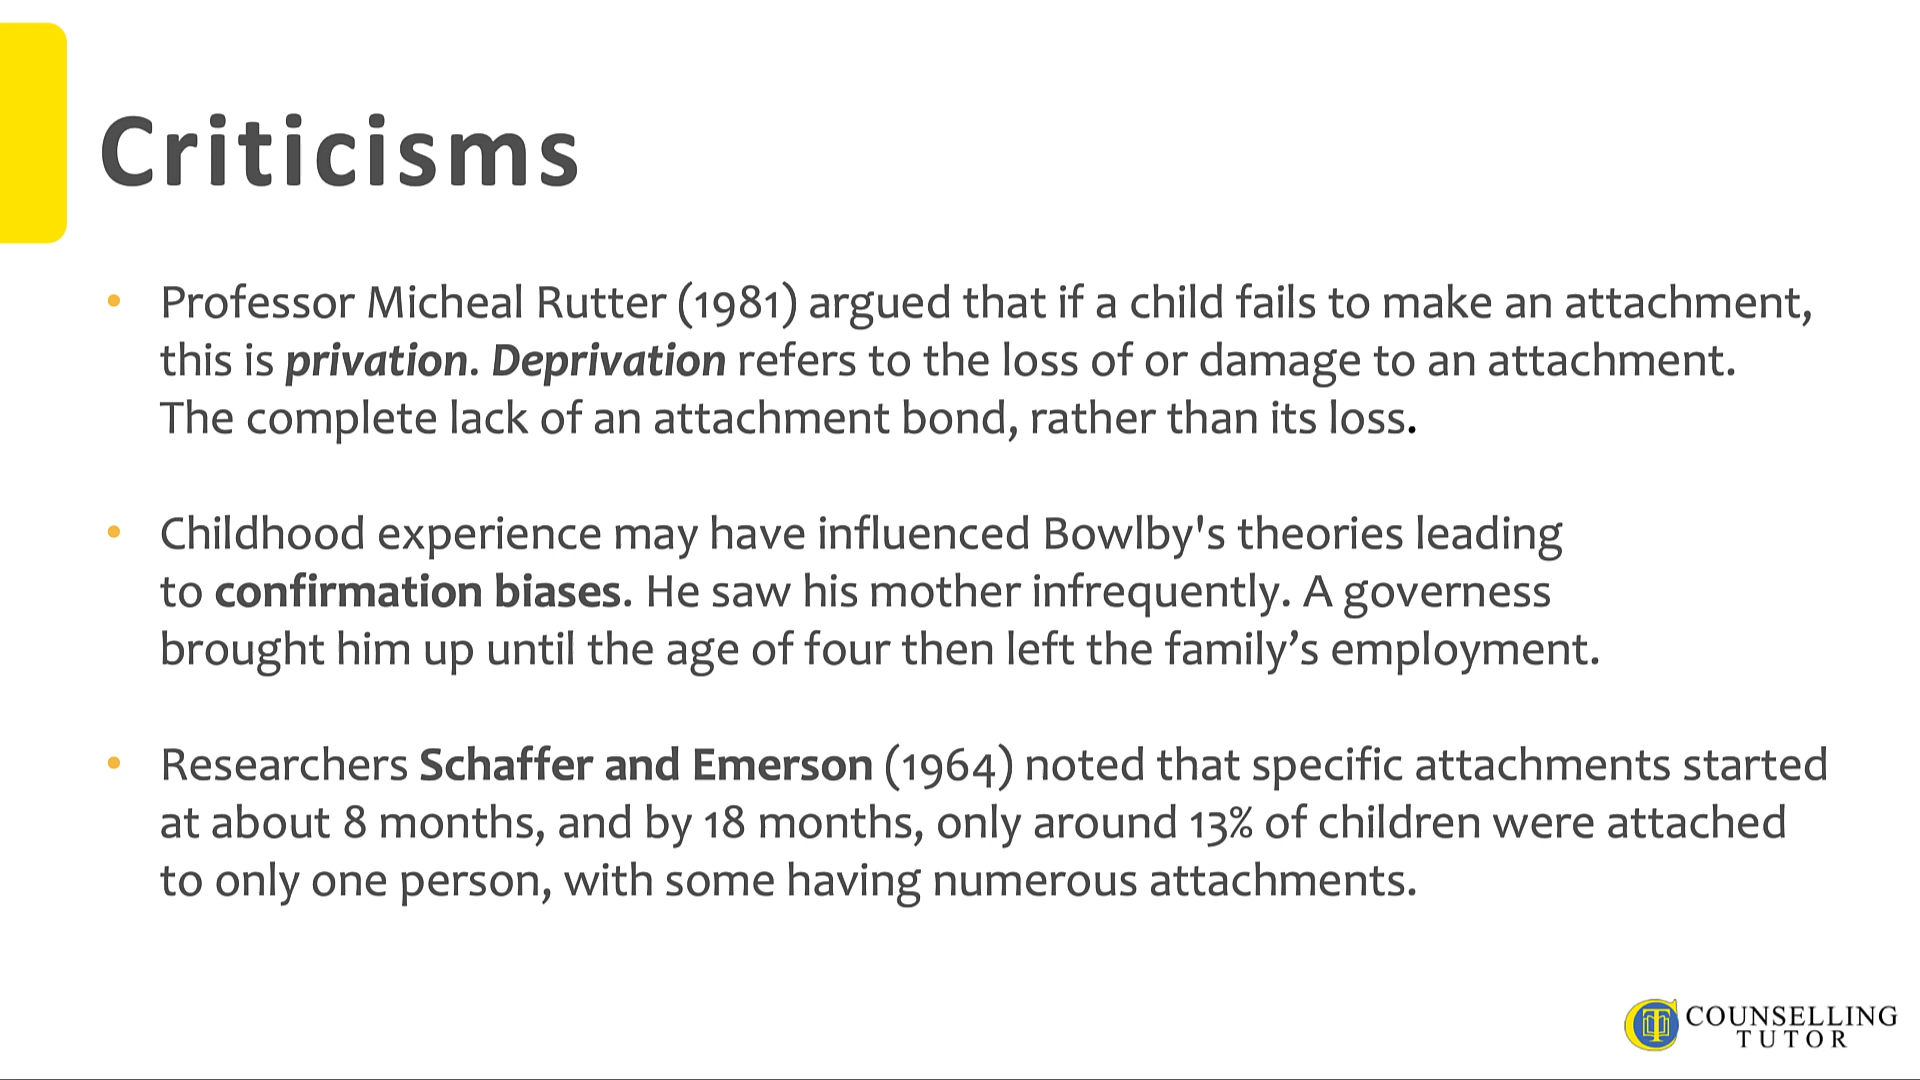 Criticisms
• Professor Micheal Rutter (1981) argued that if a child fails to make an attachment,
this is privation. Deprivation refers to the loss of or damage to an attachment.
The complete lack of an attachment bond, rather than its loss.
• Childhood experience may have influenced Bowlby's theories leading
to confirmation biases. He saw his mother infrequently. A governess
brought him up until the age of four then left the family’s employment.
• Researchers Schaffer and Emerson (1964) noted that specific attachments started
at about 8 months, and by 18 months, only around 13% of children were attached
to only one person, with some having numerous attachments.
COUNSELLING
TUTOR